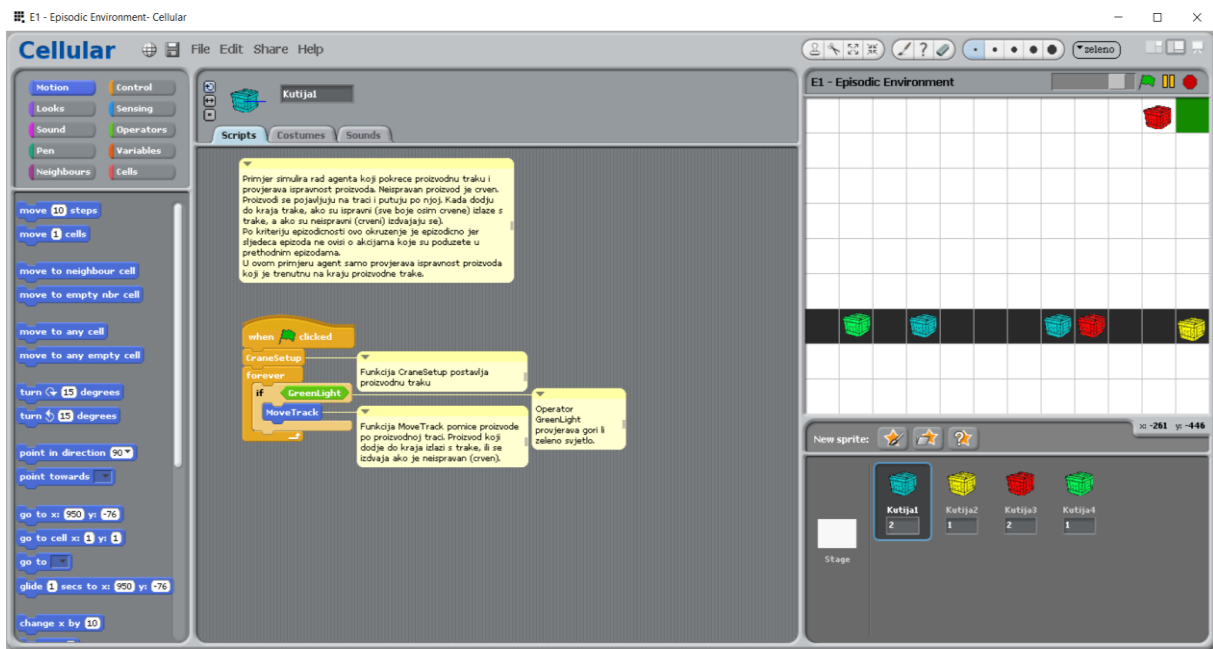 E1 - Episodic Environment- Cellular
Cellular File Edit Share Help
zeleno
Motion Control
Looks Sensing
Sound Operators
Pen Variables
Neighbours Cells
move 10 steps
move 1 cells
move to neighbour cell
move to empty nbr cell
move to any cell
move to any empty cell
turn 15 degrees
turn 15 degrees
point in direction 90
point towards
go to x: 950 y: -76
go to cell x: 1 y: 1
go to
glide 1 secs to x: 950 y: -76
change x by 10
Kutija1
Scripts Costumes Sounds
Primjer simulira rad agenta koji pokrece proizvodnu traku i
provjerava ispravnost proizvoda. Neispravan proizvod je crven.
Proizvodi se pojavljuju na traci i putuju po njoj. Kada dodju
do kraja trake, ako su ispravni (sve boje osim crvene) izlaze s
trake, a ako su neispravni (crveni) izdvajaju se).
Po kriteriju epizodicnosti ovo okruzenje je epizodicno jer
sljedeca epizoda ne ovisi o akcijama koje su poduzete u
prethodnim epizodama.
U ovom primjeru agent samo provjerava ispravnost proizvoda
koji je trenutnu na kraju proizvodne trake.
when clicked
CraneSetup
forever
if GreenLight
MoveTrack
Funkcija CraneSetup postavlja
proizvodnu traku
Funkcija MoveTrack pomice proizvode
po proizvodnoj traci. Proizvod koji
dodje do kraja izlazi s trake, ili se
izdvaja ako je neispravan (crven).
Operator
GreenLight
provjerava gori li
zeleno svjetlo.
E1 - Episodic Environment
x: -261 y: -446
New sprite:
Stage
Kutija1 Kutija2 Kutija3 Kutija4
2 1 2 1